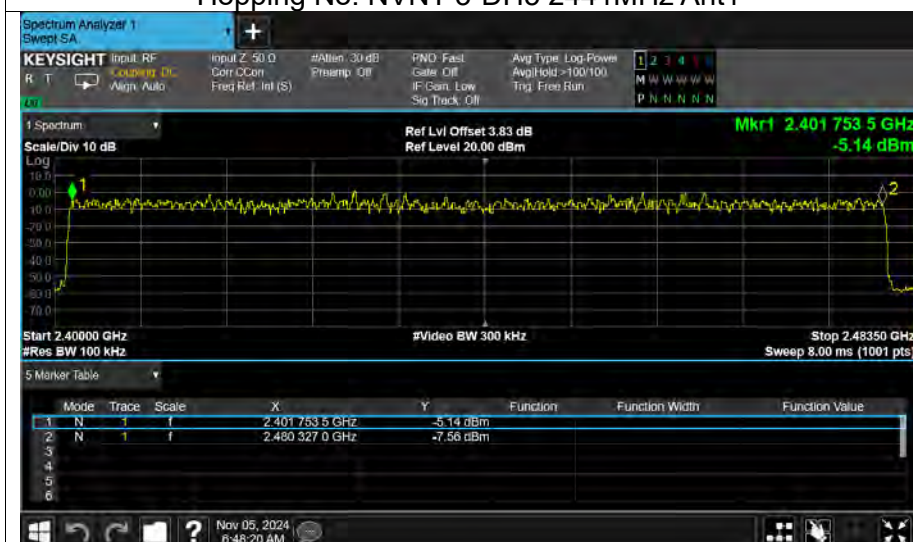 Hopping No. NVNT 3-DH5 2441MHz Ant1
Spectrum Analyzer 1
Swept SA
+
KEYSIGHT Input: RF Input Z: 50 Ω #Atten: 30 dB PNO: Fast Avg Type: Log-Power 1 2 3 4 5 6
R T Coupling: DC Corr CCorr Preamp: Off Gate: Off Avg|Hold:>100/100 M W W W W W
Align: Auto Freq Ref: Int (S) IF Gain: Low Trig: Free Run
Sig Track: Off P N N N N N
1 Spectrum Ref Lvl Offset 3.83 dB Mkr1 2.401 753 5 GHz
Scale/Div 10 dB Ref Level 20.00 dBm -5.14 dBm
Log
10.0
0.00 1 2
-10.0
-20.0
-30.0
-40.0
-50.0
-60.0
-70.0
Start 2.40000 GHz #Video BW 300 kHz Stop 2.48350 GHz
#Res BW 100 kHz Sweep 8.00 ms (1001 pts)
5 Marker Table
Mode Trace Scale X Y Function Function Width Function Value
1 N 1 f 2.401 753 5 GHz -5.14 dBm
2 N 1 f 2.480 327 0 GHz -7.56 dBm
3
4
5
6
? Nov 05, 2024
6:48:20 AM